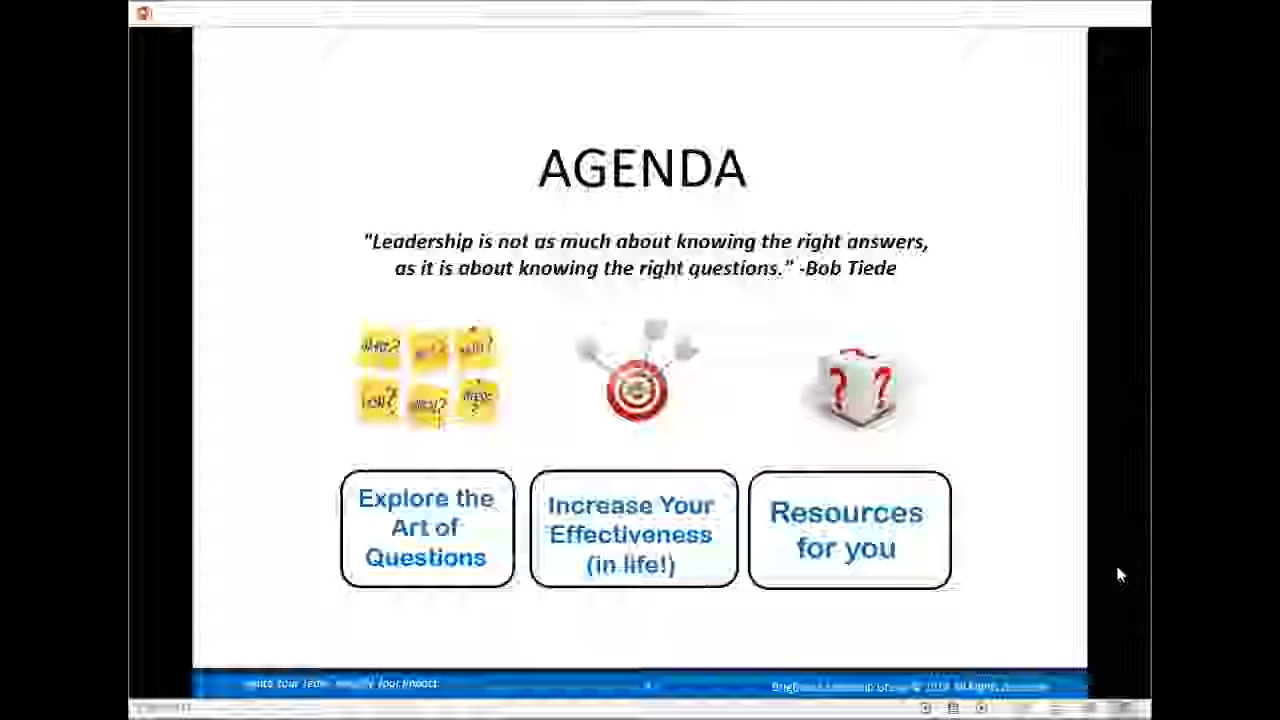 AGENDA
"Leadership is not as much about knowing the right answers,
as it is about knowing the right questions." -Bob Tiede
Explore the
Art of
Questions
Increase Your
Effectiveness
(in life!)
Resources
for you
? ?